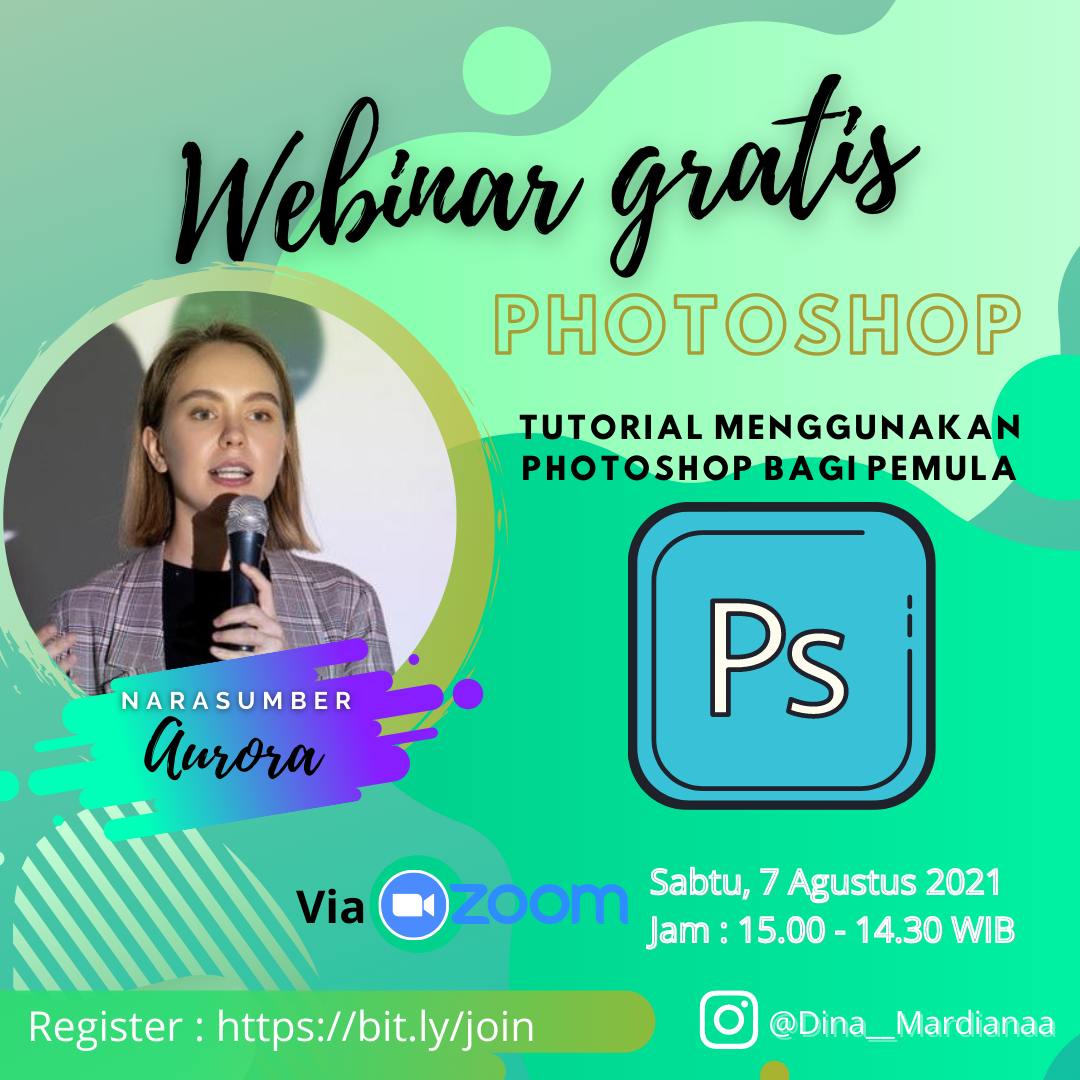 Webinar gratis
PHOTOSHOP
TUTORIAL MENGGUNAKAN
PHOTOSHOP BAGI PEMULA
Ps
NARASUMBER
Aurora
Via zoom
Sabtu, 7 Agustus 2021
Jam : 15.00 - 14.30 WIB
Register : https://bit.ly/join
@Dina__Mardianaa